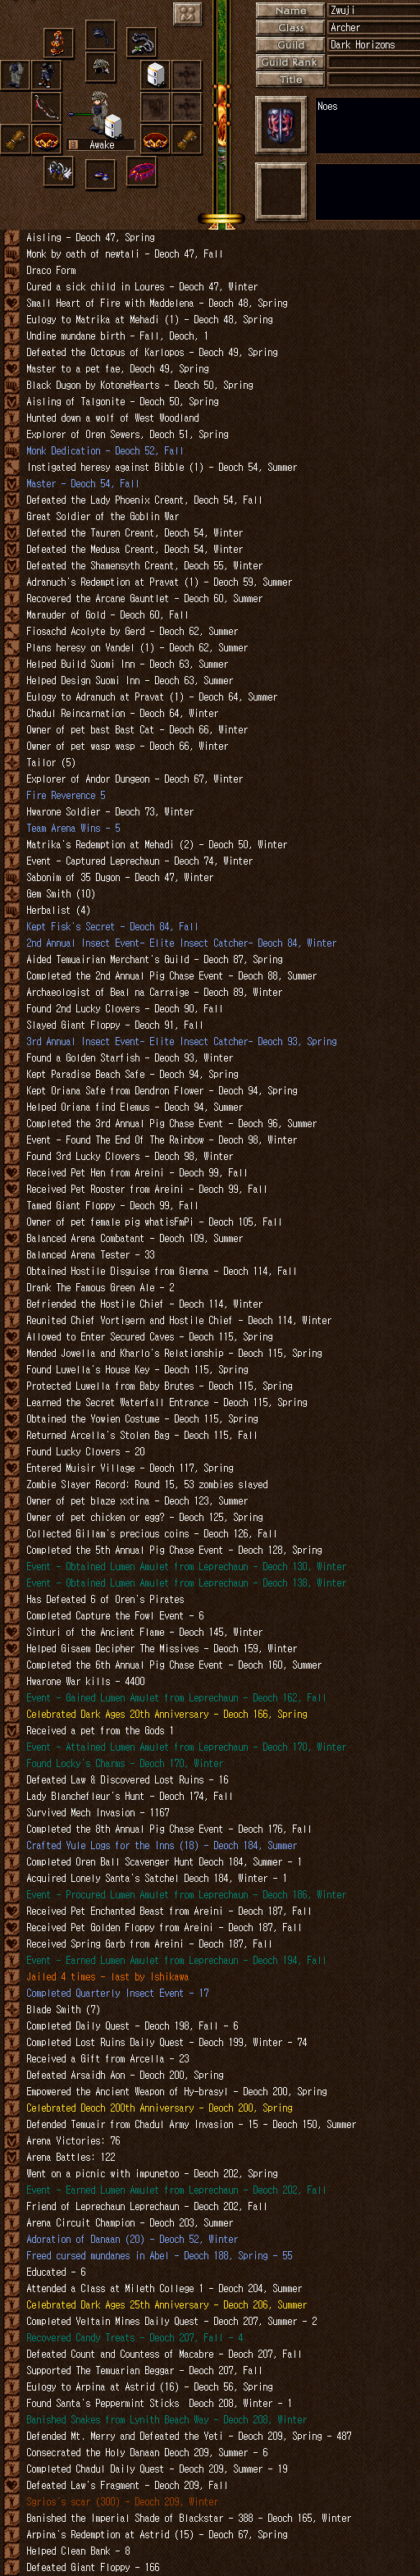 Name
Zwuji
Class
Archer
Guild
Dark Horizons
Guild Rank
Title
Noes
Awake
Aisling - Deoch 47, Spring
Monk by oath of newtali - Deoch 47, Fall
Draco Form
Cured a sick child in Loures - Deoch 47, Winter
Small Heart of Fire with Maddelena - Deoch 48, Spring
Eulogy to Matrika at Mehadi (1) - Deoch 48, Spring
Undine mundane birth - Fall, Deoch, 1
Defeated the Octopus of Karlopos - Deoch 49, Spring
Master to a pet fae, Deoch 49, Spring
Black Dugon by KotoneHearts - Deoch 50, Spring
Aisling of Talgonite - Deoch 50, Spring
Hunted down a wolf of West Woodland
Explorer of Oren Sewers, Deoch 51, Spring
Monk Dedication - Deoch 52, Fall
Instigated heresy against Bibble (1) - Deoch 54, Summer
Master - Deoch 54, Fall
Defeated the Lady Phoenix Creant, Deoch 54, Fall
Great Soldier of the Goblin War
Defeated the Tauren Creant, Deoch 54, Winter
Defeated the Medusa Creant, Deoch 54, Winter
Defeated the Shamensyth Creant, Deoch 55, Winter
Adranuch's Redemption at Pravat (1) - Deoch 59, Summer
Recovered the Arcane Gauntlet - Deoch 60, Summer
Marauder of Gold - Deoch 60, Fall
Fiosachd Acolyte by Gerd - Deoch 62, Summer
Plans heresy on Vandel (1) - Deoch 62, Summer
Helped Build Suomi Inn - Deoch 63, Summer
Helped Design Suomi Inn - Deoch 63, Summer
Eulogy to Adranuch at Pravat (1) - Deoch 64, Summer
Chadul Reincarnation - Deoch 64, Winter
Owner of pet bast Bast Cat - Deoch 66, Winter
Owner of pet wasp wasp - Deoch 66, Winter
Tailor (5)
Explorer of Andor Dungeon - Deoch 67, Winter
Fire Reverence 5
Hwarone Soldier - Deoch 73, Winter
Team Arena Wins - 5
Matrika's Redemption at Mehadi (2) - Deoch 50, Winter
Event - Captured Leprechaun - Deoch 74, Winter
Sabonim of 35 Dugon - Deoch 47, Winter
Gem Smith (10)
Herbalist (4)
Kept Fisk's Secret - Deoch 84, Fall
2nd Annual Insect Event- Elite Insect Catcher- Deoch 84, Winter
Aided Temuairian Merchant's Guild - Deoch 87, Spring
Completed the 2nd Annual Pig Chase Event - Deoch 88, Summer
Archaeologist of Beal na Carraige - Deoch 89, Winter
Found 2nd Lucky Clovers - Deoch 90, Fall
Slayed Giant Floppy - Deoch 91, Fall
3rd Annual Insect Event- Elite Insect Catcher- Deoch 93, Spring
Found a Golden Starfish - Deoch 93, Winter
Kept Paradise Beach Safe - Deoch 94, Spring
Kept Oriana Safe from Dendron Flower - Deoch 94, Spring
Helped Oriana find Elemus - Deoch 94, Summer
Completed the 3rd Annual Pig Chase Event - Deoch 96, Summer
Event - Found The End Of The Rainbow - Deoch 98, Winter
Found 3rd Lucky Clovers - Deoch 98, Winter
Received Pet Hen from Areini - Deoch 99, Fall
Received Pet Rooster from Areini - Deoch 99, Fall
Tamed Giant Floppy - Deoch 99, Fall
Owner of pet female pig whatisFmPi - Deoch 105, Fall
Balanced Arena Combatant - Deoch 109, Summer
Balanced Arena Tester - 33
Obtained Hostile Disguise from Glenna - Deoch 114, Fall
Drank The Famous Green Ale - 2
Befriended the Hostile Chief - Deoch 114, Winter
Reunited Chief Vortigern and Hostile Chief - Deoch 114, Winter
Allowed to Enter Secured Caves - Deoch 115, Spring
Mended Jowella and Kharlo's Relationship - Deoch 115, Spring
Found Luwella's House Key - Deoch 115, Spring
Protected Luwella from Baby Brutes - Deoch 115, Spring
Learned the Secret Waterfall Entrance - Deoch 115, Spring
Obtained the Yowien Costume - Deoch 115, Spring
Returned Arcella's Stolen Bag - Deoch 115, Fall
Found Lucky Clovers - 20
Entered Muisir Village - Deoch 117, Spring
Zombie Slayer Record: Round 15, 53 zombies slayed
Owner of pet blaze xxtina - Deoch 123, Summer
Owner of pet chicken or egg? - Deoch 125, Spring
Collected Gillam's precious coins - Deoch 126, Fall
Completed the 5th Annual Pig Chase Event - Deoch 128, Spring
Event - Obtained Lumen Amulet from Leprechaun - Deoch 130, Winter
Event - Obtained Lumen Amulet from Leprechaun - Deoch 138, Winter
Has Defeated 6 of Oren's Pirates
Completed Capture the Fowl Event - 6
Sinturi of the Ancient Flame - Deoch 145, Winter
Helped Gisaem Decipher The Missives - Deoch 159, Winter
Completed the 6th Annual Pig Chase Event - Deoch 160, Summer
Hwarone War kills - 4400
Event - Gained Lumen Amulet from Leprechaun - Deoch 162, Fall
Celebrated Dark Ages 20th Anniversary - Deoch 166, Spring
Received a pet from the Gods 1
Event - Attained Lumen Amulet from Leprechaun - Deoch 170, Winter
Found Locky's Charms - Deoch 170, Winter
Defeated Law & Discovered Lost Ruins - 16
Lady Blanchefleur's Hunt - Deoch 174, Fall
Survived Mech Invasion - 1167
Completed the 8th Annual Pig Chase Event - Deoch 176, Fall
Crafted Yule Logs for the Inns (18) - Deoch 184, Summer
Completed Oren Ball Scavenger Hunt Deoch 184, Summer - 1
Acquired Lonely Santa's Satchel Deoch 184, Winter - 1
Event - Procured Lumen Amulet from Leprechaun - Deoch 186, Winter
Received Pet Enchanted Beast from Areini - Deoch 187, Fall
Received Pet Golden Floppy from Areini - Deoch 187, Fall
Received Spring Garb from Areini - Deoch 187, Fall
Event - Earned Lumen Amulet from Leprechaun - Deoch 194, Fall
Jailed 4 times - last by Ishikawa
Completed Quarterly Insect Event - 17
Blade Smith (7)
Completed Daily Quest - Deoch 198, Fall - 6
Completed Lost Ruins Daily Quest - Deoch 199, Winter - 74
Received a Gift from Arcella - 23
Defeated Arsaidh Aon - Deoch 200, Spring
Empowered the Ancient Weapon of Hy-brasyl - Deoch 200, Spring
Celebrated Deoch 200th Anniversary - Deoch 200, Spring
Defended Temuair from Chadul Army Invasion - 15 - Deoch 150, Summer
Arena Victories: 76
Arena Battles: 122
Went on a picnic with impunetoo - Deoch 202, Spring
Event - Earned Lumen Amulet from Leprechaun - Deoch 202, Fall
Friend of Leprechaun Leprechaun - Deoch 202, Fall
Arena Circuit Champion - Deoch 203, Summer
Adoration of Danaan (20) - Deoch 52, Winter
Freed cursed mundanes in Abel - Deoch 188, Spring - 55
Educated - 6
Attended a Class at Mileth College 1 - Deoch 204, Summer
Celebrated Dark Ages 25th Anniversary - Deoch 206, Summer
Completed Veltain Mines Daily Quest - Deoch 207, Summer - 2
Recovered Candy Treats - Deoch 207, Fall - 4
Defeated Count and Countess of Macabre - Deoch 207, Fall
Supported The Temuarian Beggar - Deoch 207, Fall
Eulogy to Arpina at Astrid (16) - Deoch 56, Spring
Found Santa's Peppermint Sticks  Deoch 208, Winter - 1
Banished Snakes from Lynith Beach Way - Deoch 208, Winter
Defended Mt. Merry and Defeated the Yeti - Deoch 209, Spring - 487
Consecrated the Holy Danaan Deoch 209, Summer - 6
Completed Chadul Daily Quest - Deoch 209, Summer - 19
Defeated Law's Fragment - Deoch 209, Fall
Sgrios's scar (300) - Deoch 209, Winter
Banished the Imperial Shade of Blackstar - 388 - Deoch 165, Winter
Arpina's Redemption at Astrid (15) - Deoch 67, Spring
Helped Clean Bank - 8
Defeated Giant Floppy - 166